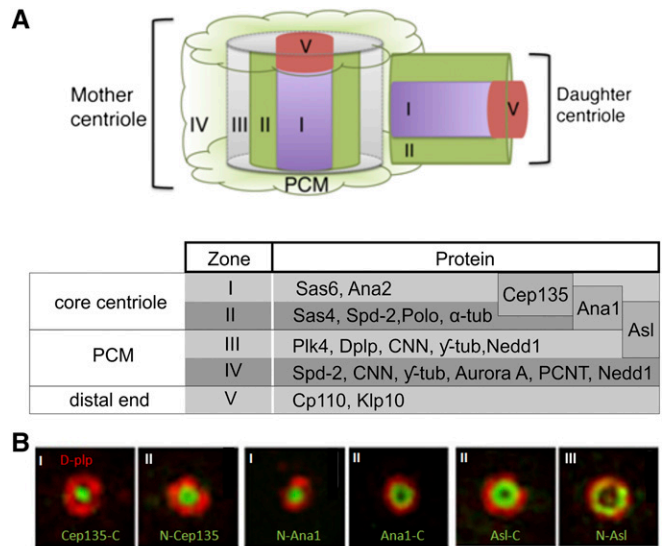 A
V
Mother
centriole
IV
III
II
I
PCM
I
V
II
Daughter
centriole
Zone
Protein
core centriole
I
Sas6, Ana2
Cep135
II
Sas4, Spd-2,Polo, α-tub
Ana1
Asl
PCM
III
Plk4, Dplp, CNN, γ-tub,Nedd1
IV
Spd-2, CNN, γ-tub, Aurora A, PCNT, Nedd1
distal end
V
Cp110, Klp10
B
I
D-plp
Cep135-C
II
N-Cep135
I
N-Ana1
II
Ana1-C
II
Asl-C
III
N-Asl